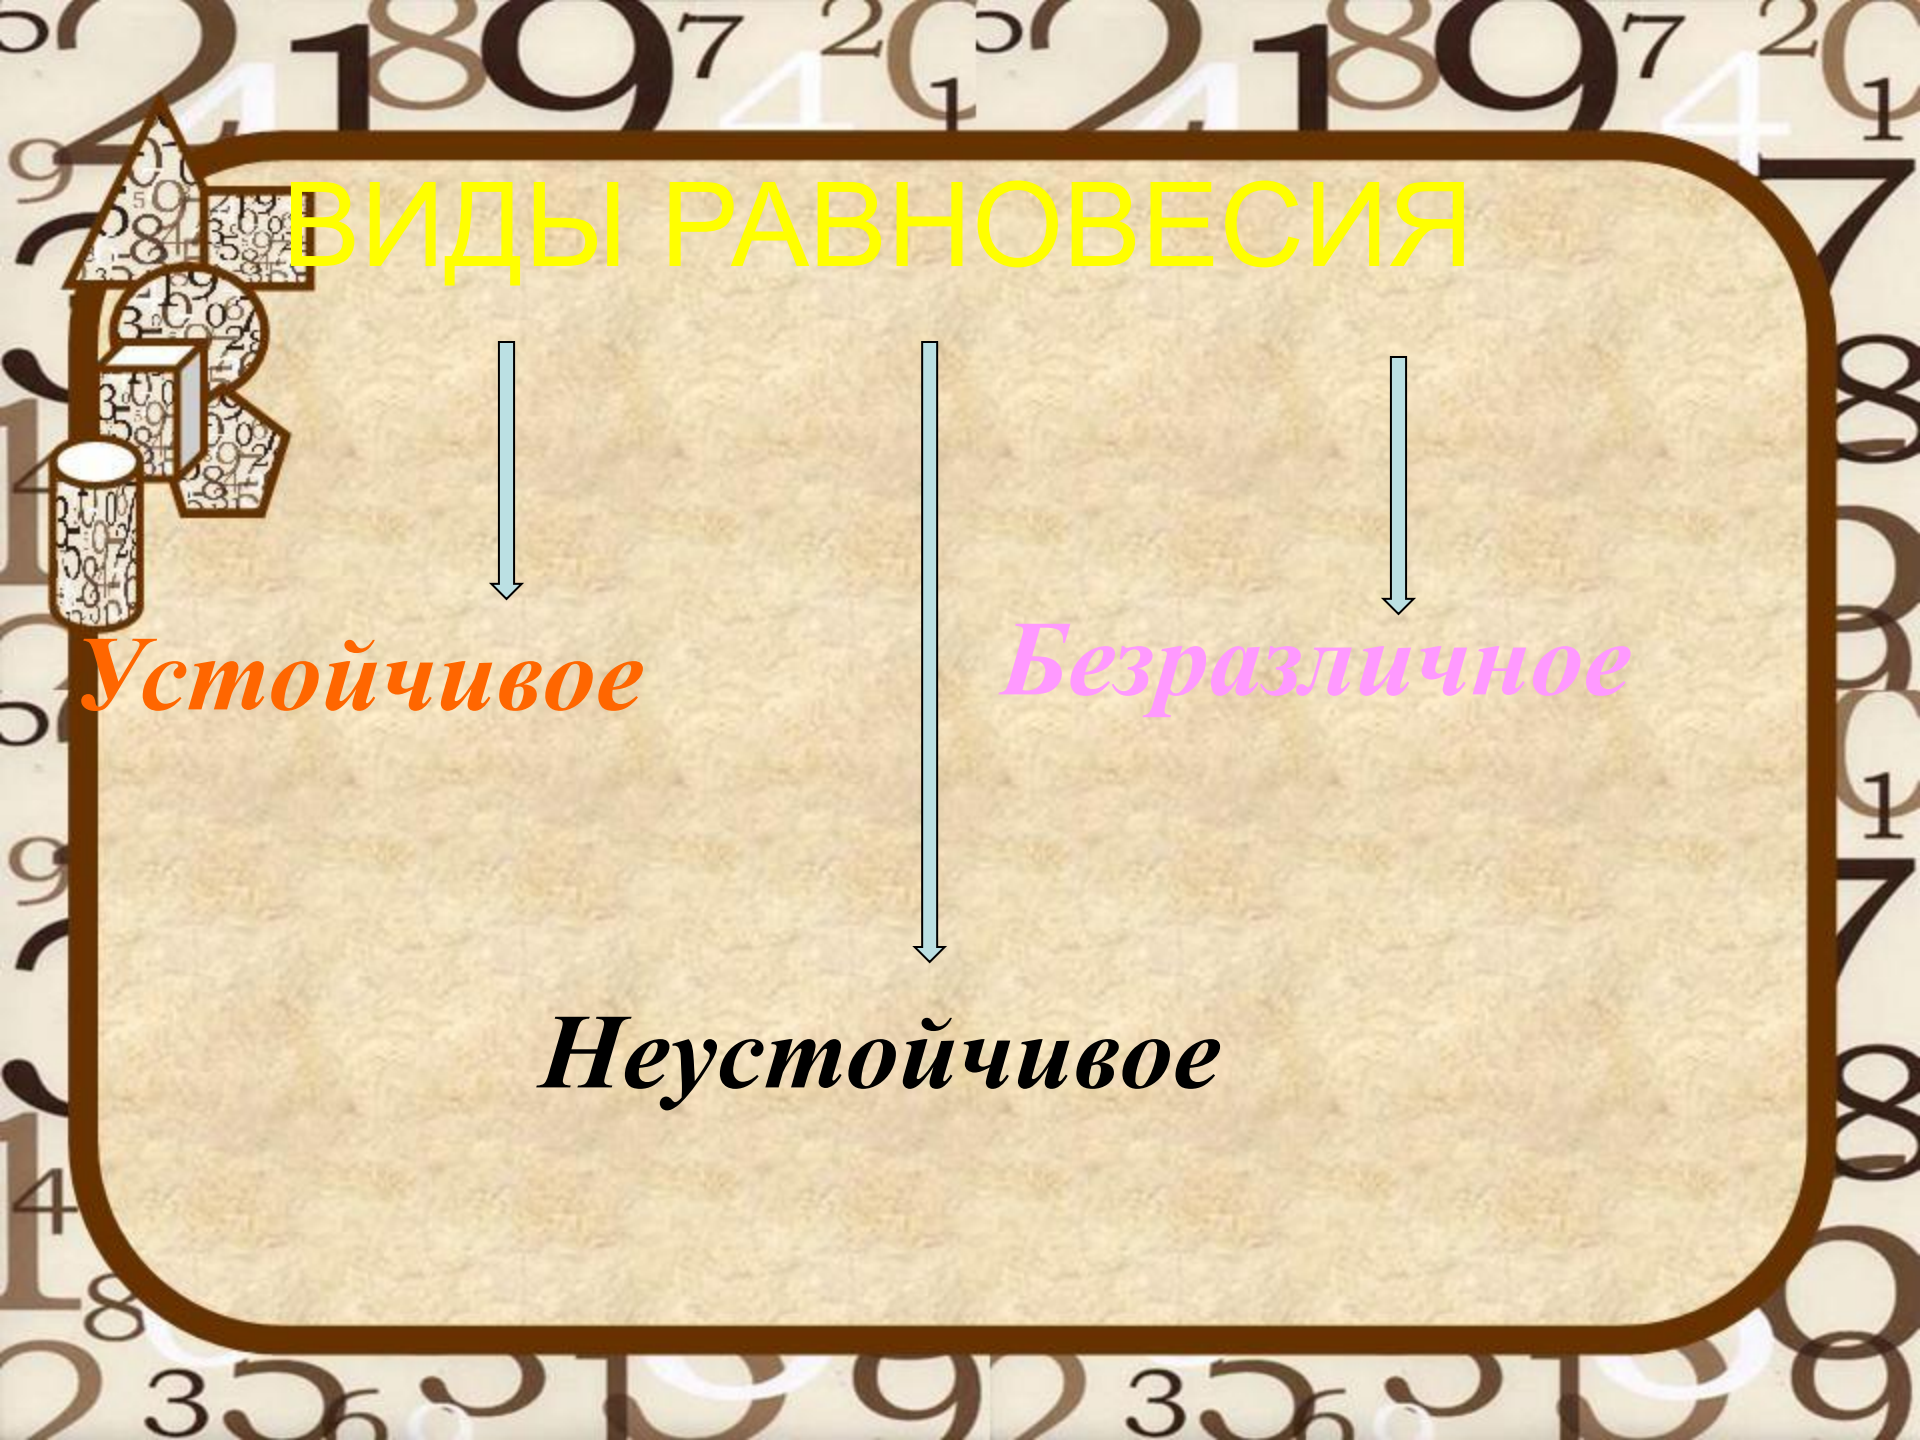 ВИДЫ РАВНОВЕСИЯ
Устойчивое
Безразличное
Неустойчивое